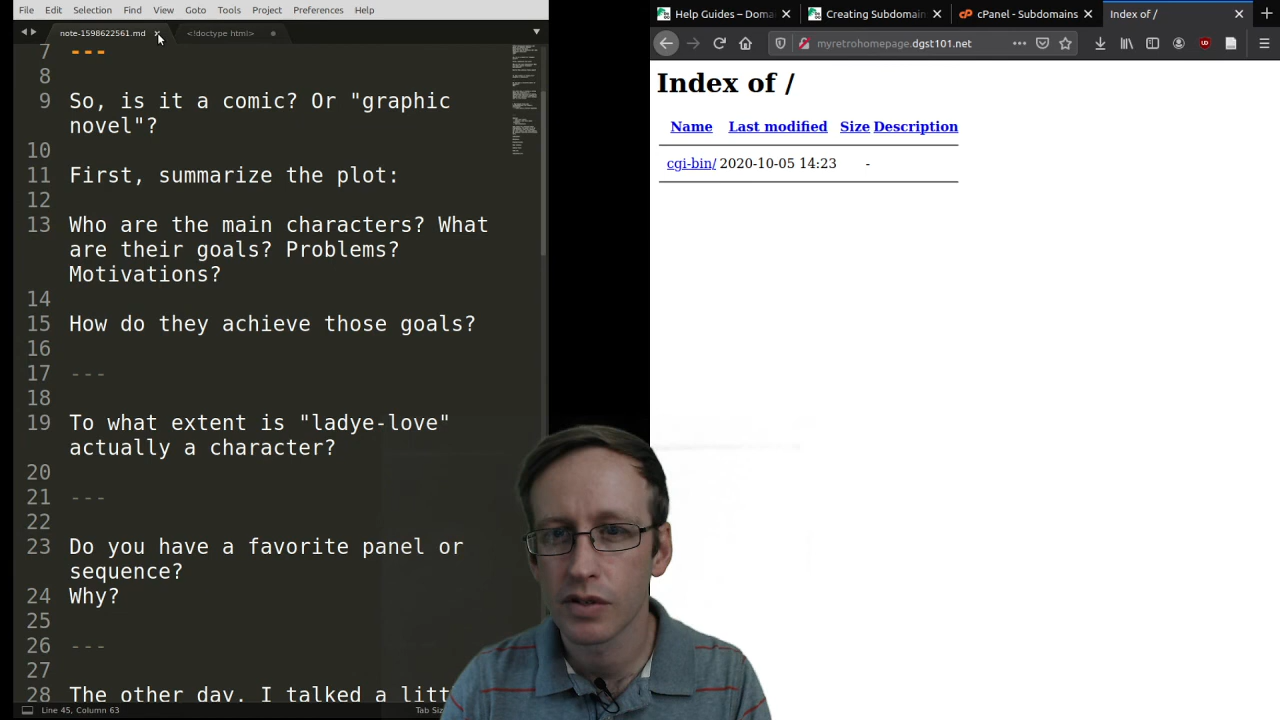 File Edit Selection Find View Goto Tools Project Preferences Help
note-1598622561.md
<!doctype html>
7 ---
8
9 So, is it a comic? Or "graphic
novel"?
10
11 First, summarize the plot:
12
13 Who are the main characters? What
are their goals? Problems?
Motivations?
14
15 How do they achieve those goals?
16
17 ---
18
19 To what extent is "ladye-love"
actually a character?
20
21 ---
22
23 Do you have a favorite panel or
sequence?
24 Why?
25
26 ---
27
28 The other day, I talked a litt
Line 45, Column 63
Tab Siz
Help Guides – Doma
Creating Subdomain
cPanel - Subdomains
Index of /
myretrohomepage.dgst101.net
Index of /
Name Last modified Size Description
cgi-bin/ 2020-10-05 14:23 -